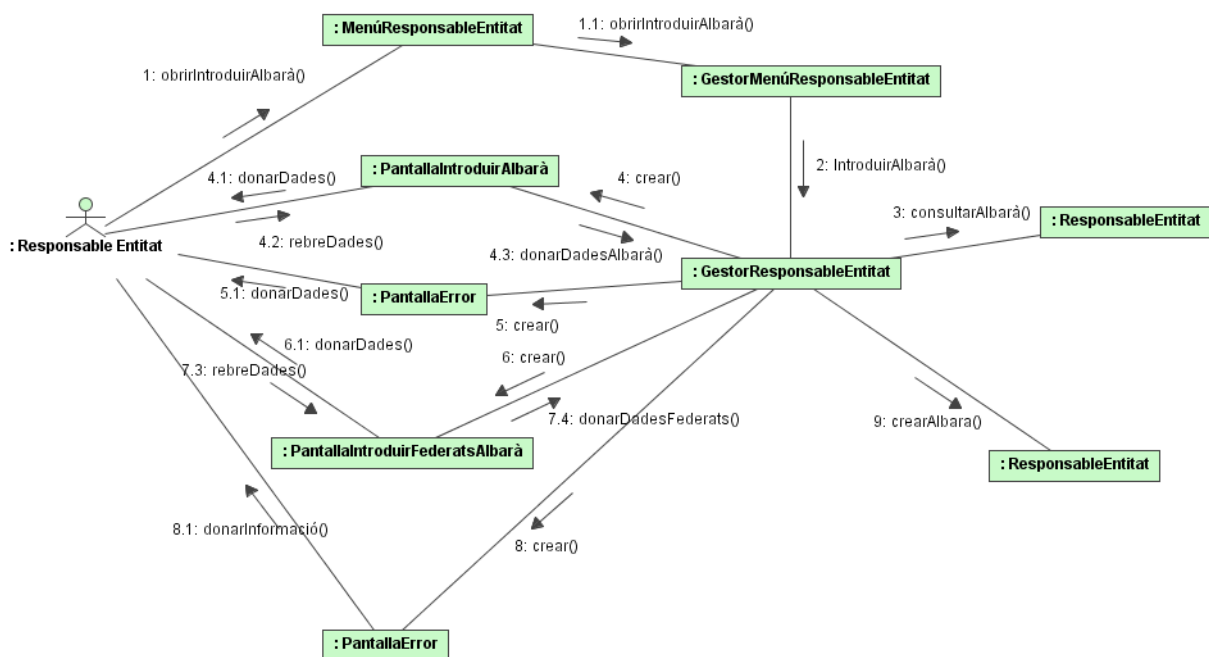 : MenúResponsableEntitat
1.1: obrirIntroduirAlbarà()
1: obrirIntroduirAlbarà()
: GestorMenúResponsableEntitat
2: IntroduirAlbarà()
: PantallaIntroduirAlbarà
4.1: donarDades()
4: crear()
3: consultarAlbarà()
: ResponsableEntitat
: Responsable Entitat
4.2: rebreDades()
4.3: donarDadesAlbarà()
: GestorResponsableEntitat
5.1: donarDades()
: PantallaError
5: crear()
6.1: donarDades()
6: crear()
7.3: rebreDades()
7.4: donarDadesFederats()
9: crearAlbara()
: PantallaIntroduirFederatsAlbarà
: ResponsableEntitat
8.1: donarInformació()
8: crear()
: PantallaError